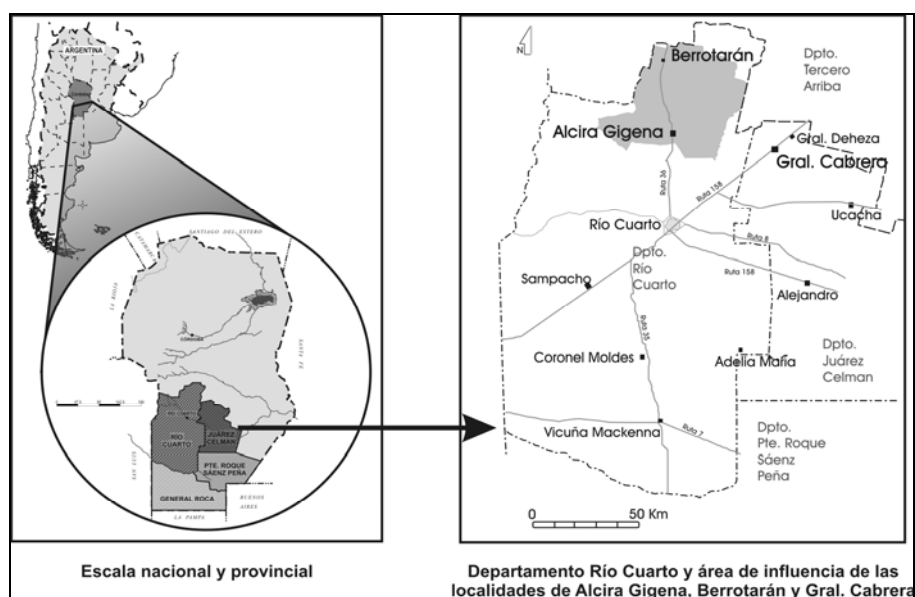 ARGENTINA
Córdoba
SANTIAGO DEL ESTERO
CATAMARCA
LA RIOJA
CÓRDOBA
SANTA FE
RÍO CUARTO
RÍO
CUARTO
JUÁREZ
CELMAN
PTE. ROQUE
SÁENZ PEÑA
SAN LUIS
GENERAL ROCA
BUENOS
AIRES
LA PAMPA
Escala nacional y provincial
N
Berrotarán
Dpto.
Tercero
Arriba
Alcira Gigena
Gral. Deheza
Gral. Cabrera
Ruta 36
Ruta 158
Ucacha
Río Cuarto
Ruta 8
Dpto.
Río
Cuarto
Ruta 158
Sampacho
Alejandro
Ruta 35
Coronel Moldes
Adelia María
Dpto.
Juárez
Celman
Vicuña Mackenna
Ruta 7
Dpto.
Pte. Roque
Sáenz
Peña
0 50 Km
Departamento Río Cuarto y área de influencia de las
localidades de Alcira Gigena, Berrotarán y Gral. Cabrera